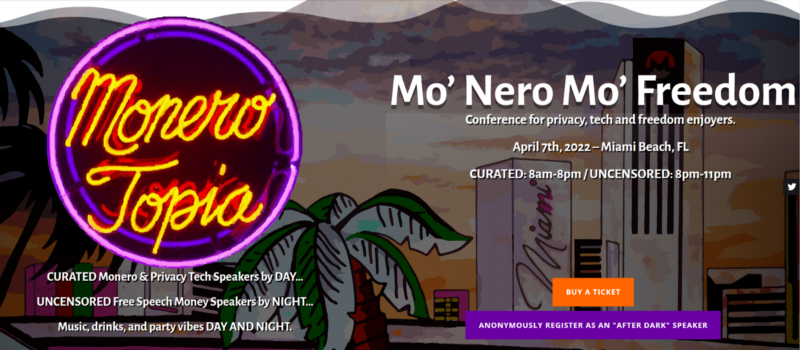 Monero
Topia
CURATED Monero & Privacy Tech Speakers by DAY...
UNCENSORED Free Speech Money Speakers by NIGHT...
Music, drinks, and party vibes DAY AND NIGHT.
Mo’ Nero Mo’ Freedom
Conference for privacy, tech and freedom enjoyers.
April 7th, 2022 – Miami Beach, FL
CURATED: 8am-8pm / UNCENSORED: 8pm-11pm
Miami
BUY A TICKET
ANONYMOUSLY REGISTER AS AN "AFTER DARK" SPEAKER